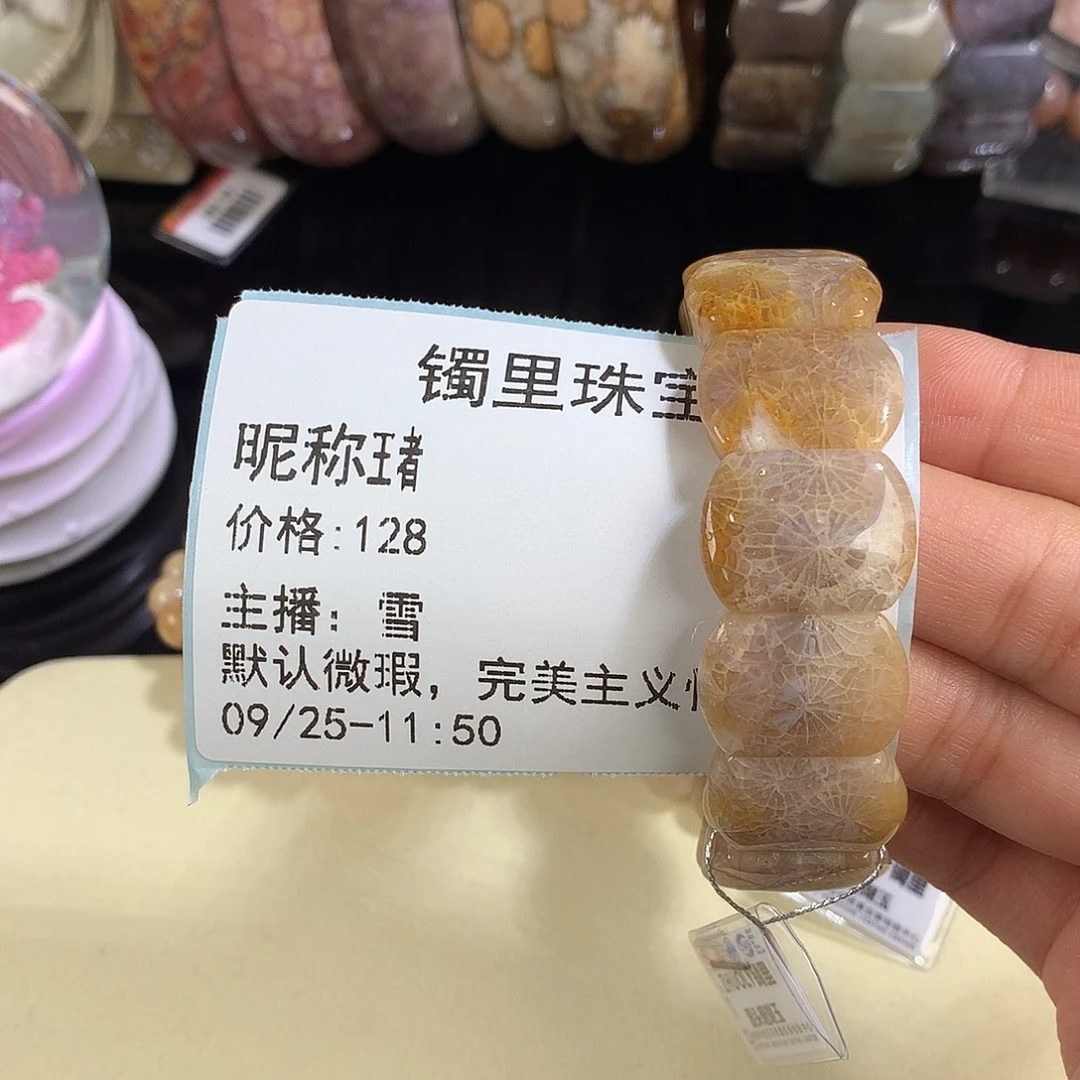 镯里珠宝
昵称琽
价格:128
主播: 雪
默认微瑕，完美主义
09/25-11:50